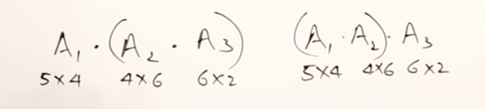 A₁ · (A₂ · A₃) (A₁ · A₂) · A₃
5×4 4×6 6×2 5×4 4×6 6×2